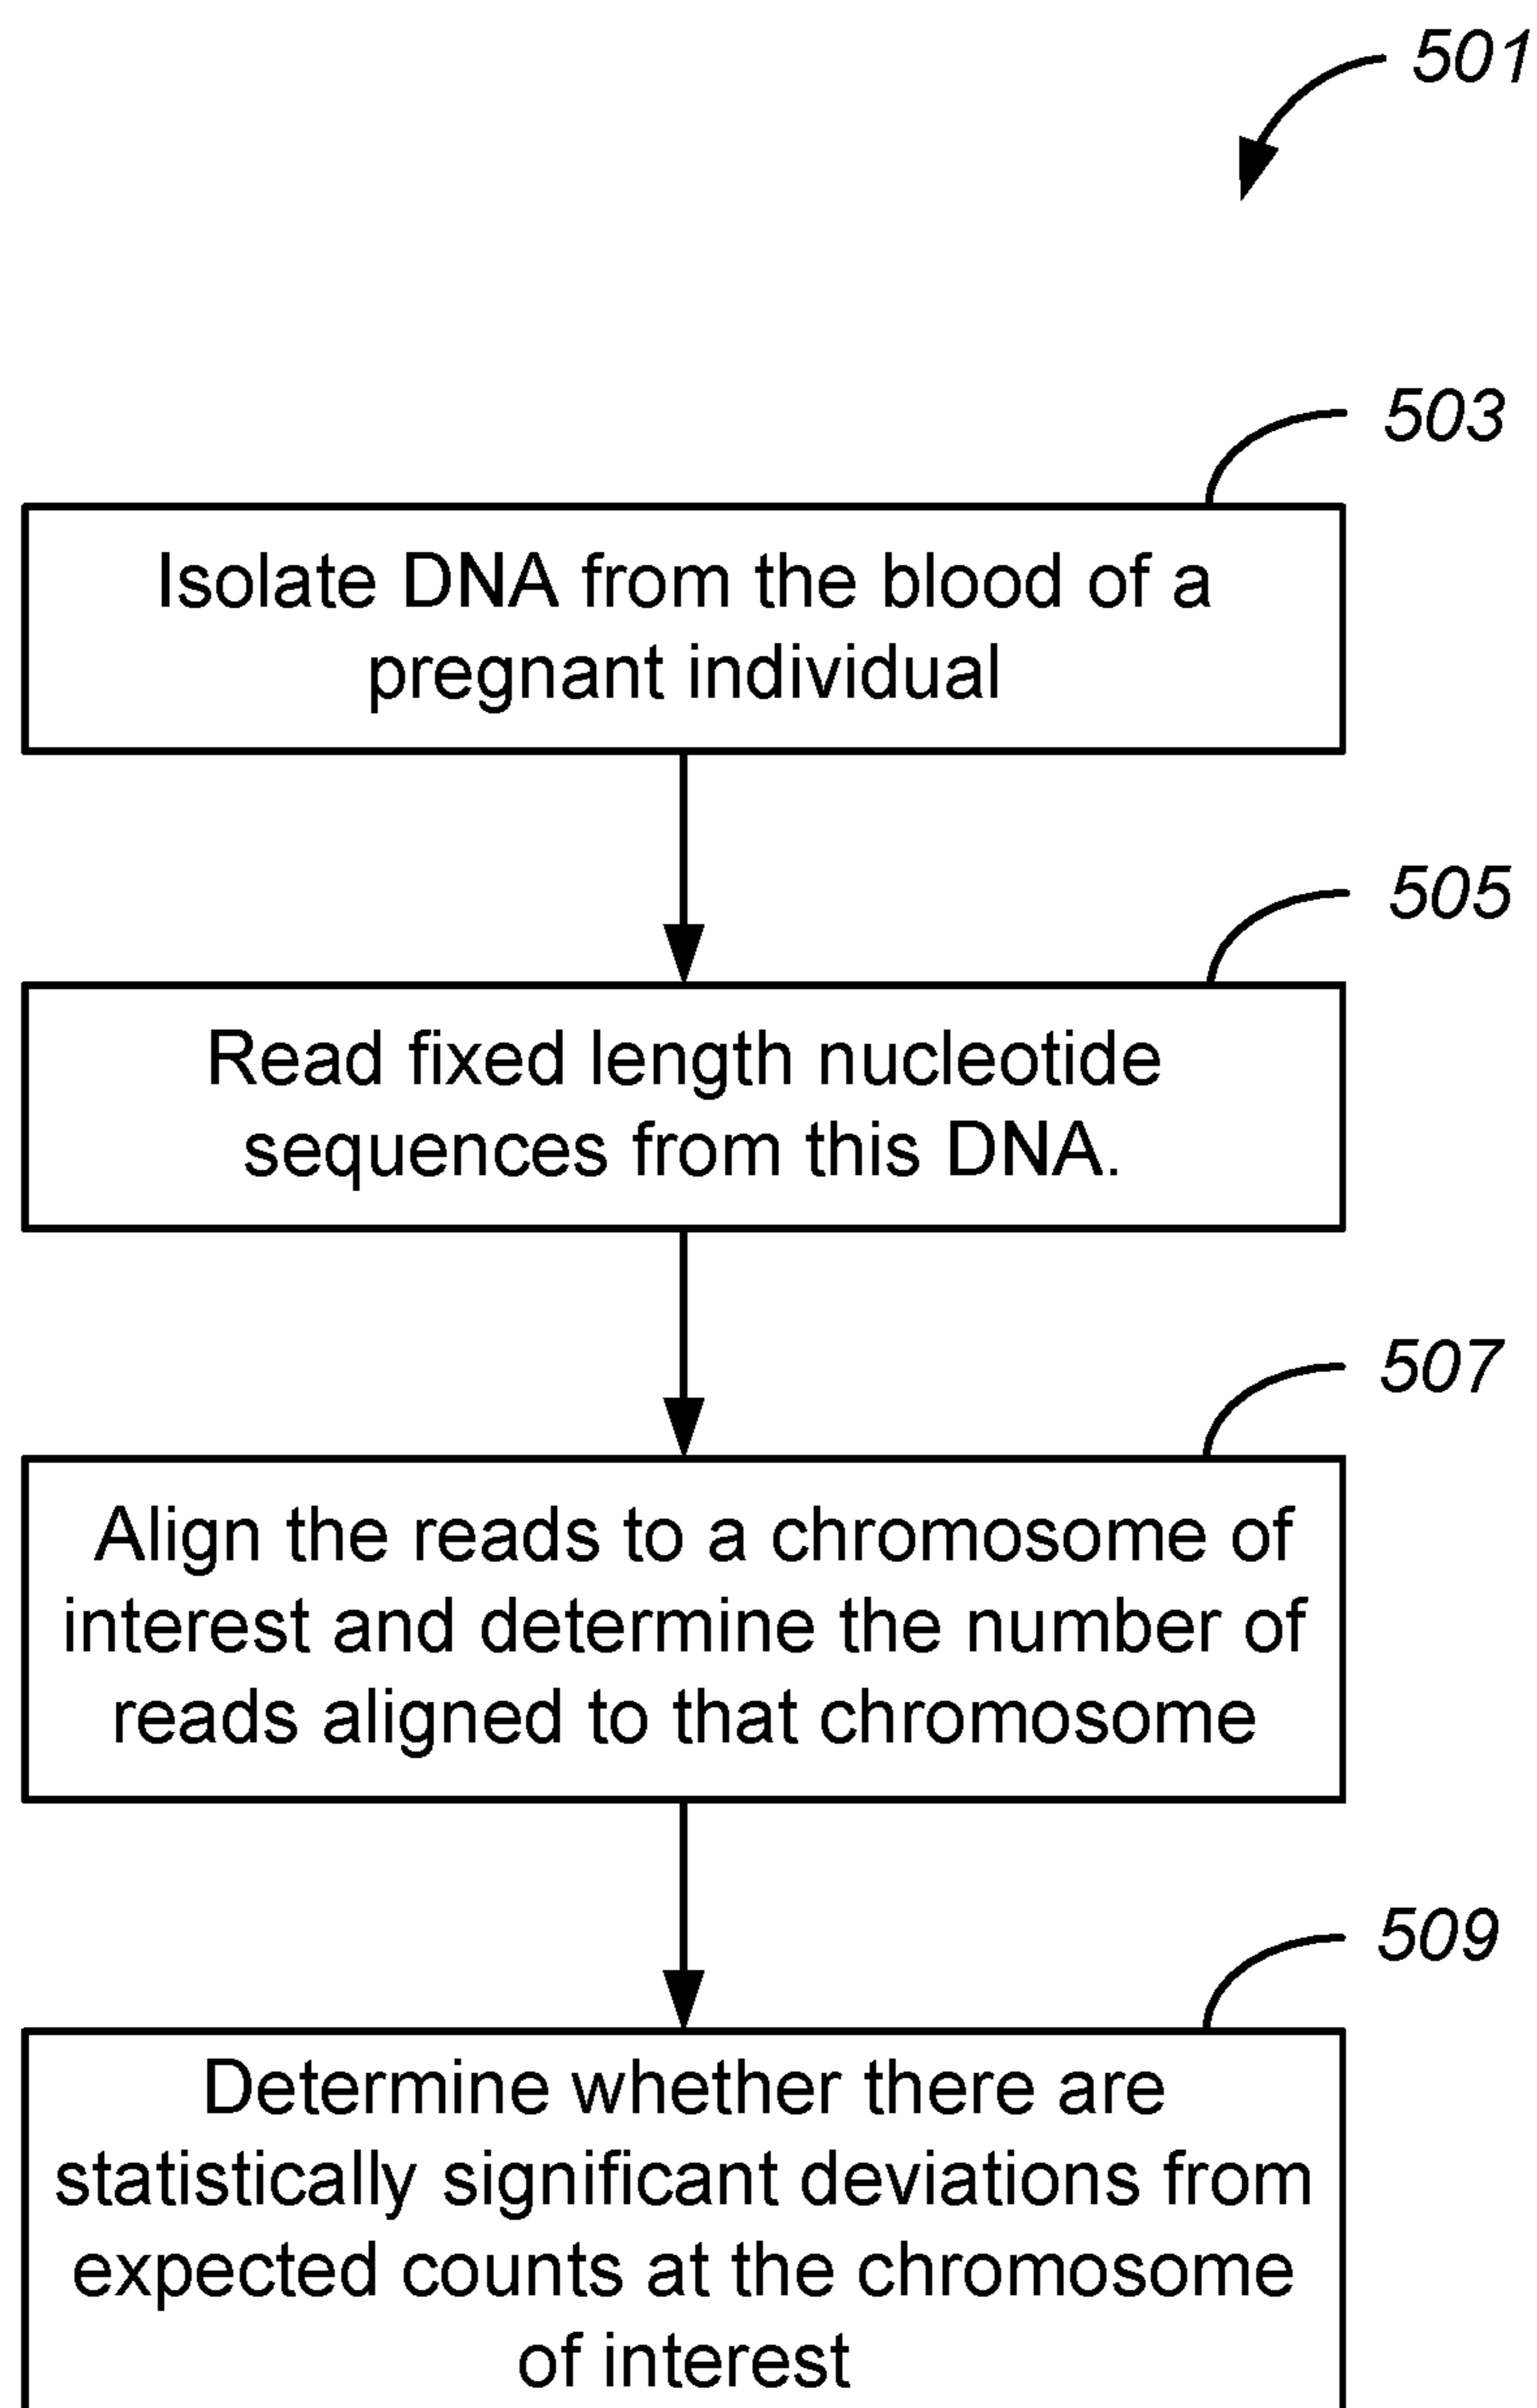 501
503
Isolate DNA from the blood of a
pregnant individual
505
Read fixed length nucleotide
sequences from this DNA.
507
Align the reads to a chromosome of
interest and determine the number of
reads aligned to that chromosome
509
Determine whether there are
statistically significant deviations from
expected counts at the chromosome
of interest